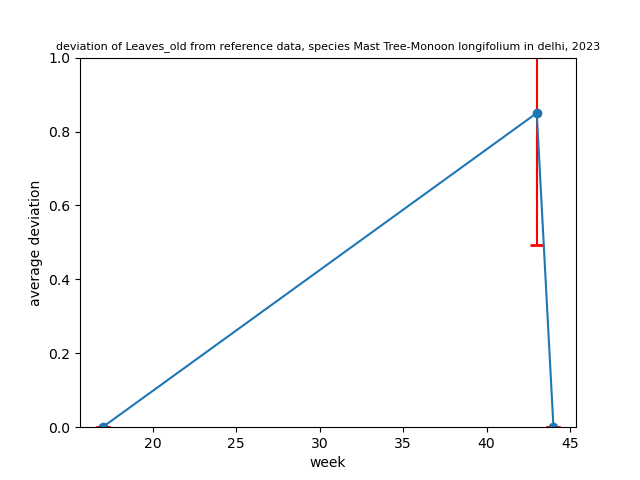 deviation of Leaves_old from reference data, species Mast Tree-Monoon longifolium in delhi, 2023
1.0
0.8
0.6
0.4
0.2
0.0
average deviation
20 25 30 35 40 45
week